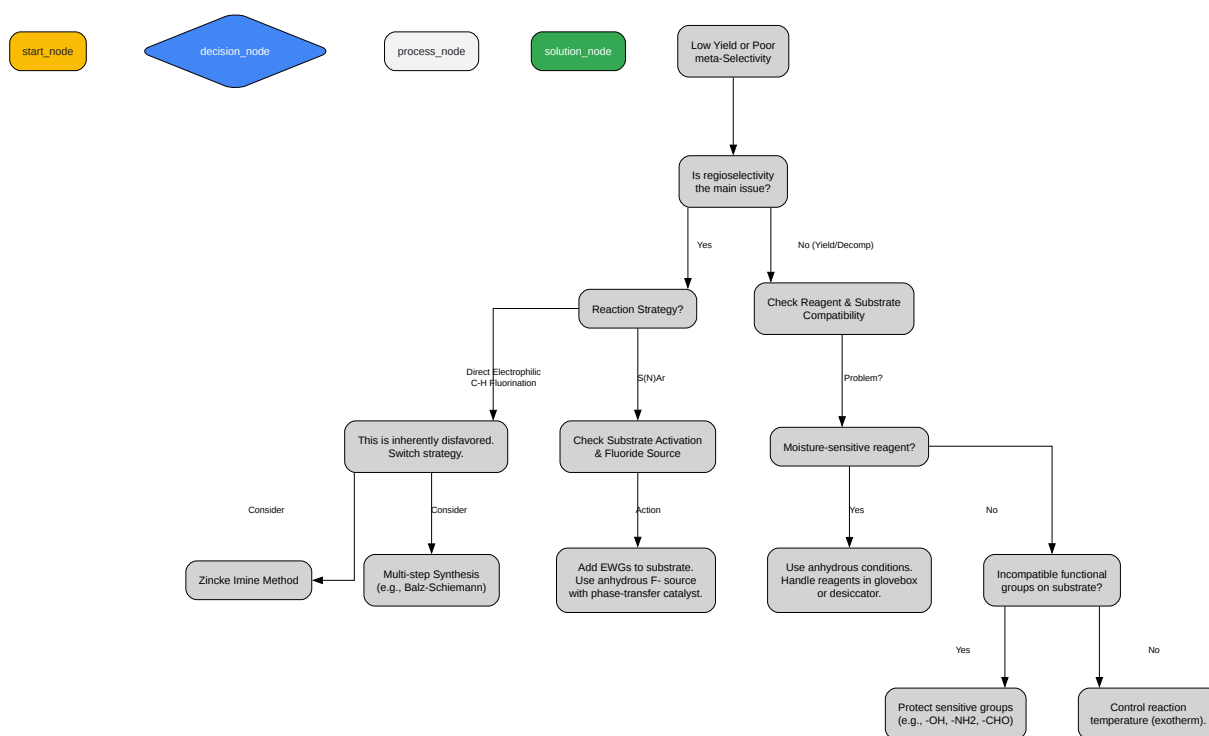 start_node
decision_node
process_node
solution_node
Low Yield or Poor
meta-Selectivity
Is regioselectivity
the main issue?
Yes
No (Yield/Decomp)
Reaction Strategy?
Check Reagent & Substrate
Compatibility
Direct Electrophilic
C-H Fluorination
S(N)Ar
Problem?
This is inherently disfavored.
Switch strategy.
Check Substrate Activation
& Fluoride Source
Moisture-sensitive reagent?
Consider
Consider
Action
Yes
No
Zincke Imine Method
Multi-step Synthesis
(e.g., Balz-Schiemann)
Add EWGs to substrate.
Use anhydrous F- source
with phase-transfer catalyst.
Use anhydrous conditions.
Handle reagents in glovebox
or desiccator.
Incompatible functional
groups on substrate?
Yes
No
Protect sensitive groups
(e.g., -OH, -NH2, -CHO)
Control reaction
temperature (exotherm).